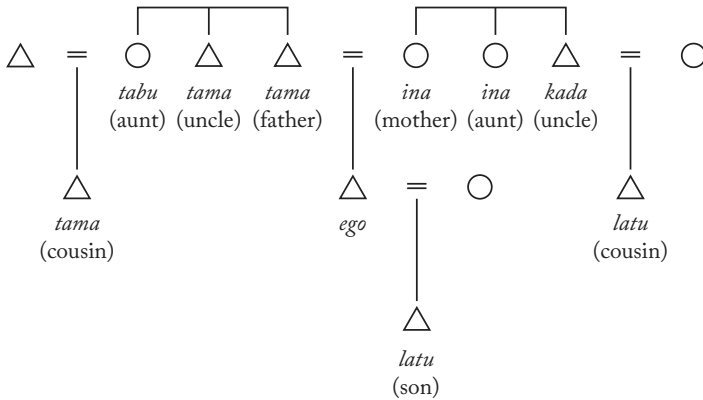 tabu tama tama ina ina kada
(aunt) (uncle) (father) (mother) (aunt) (uncle)
tama ego latu
(cousin) (cousin)
latu
(son)